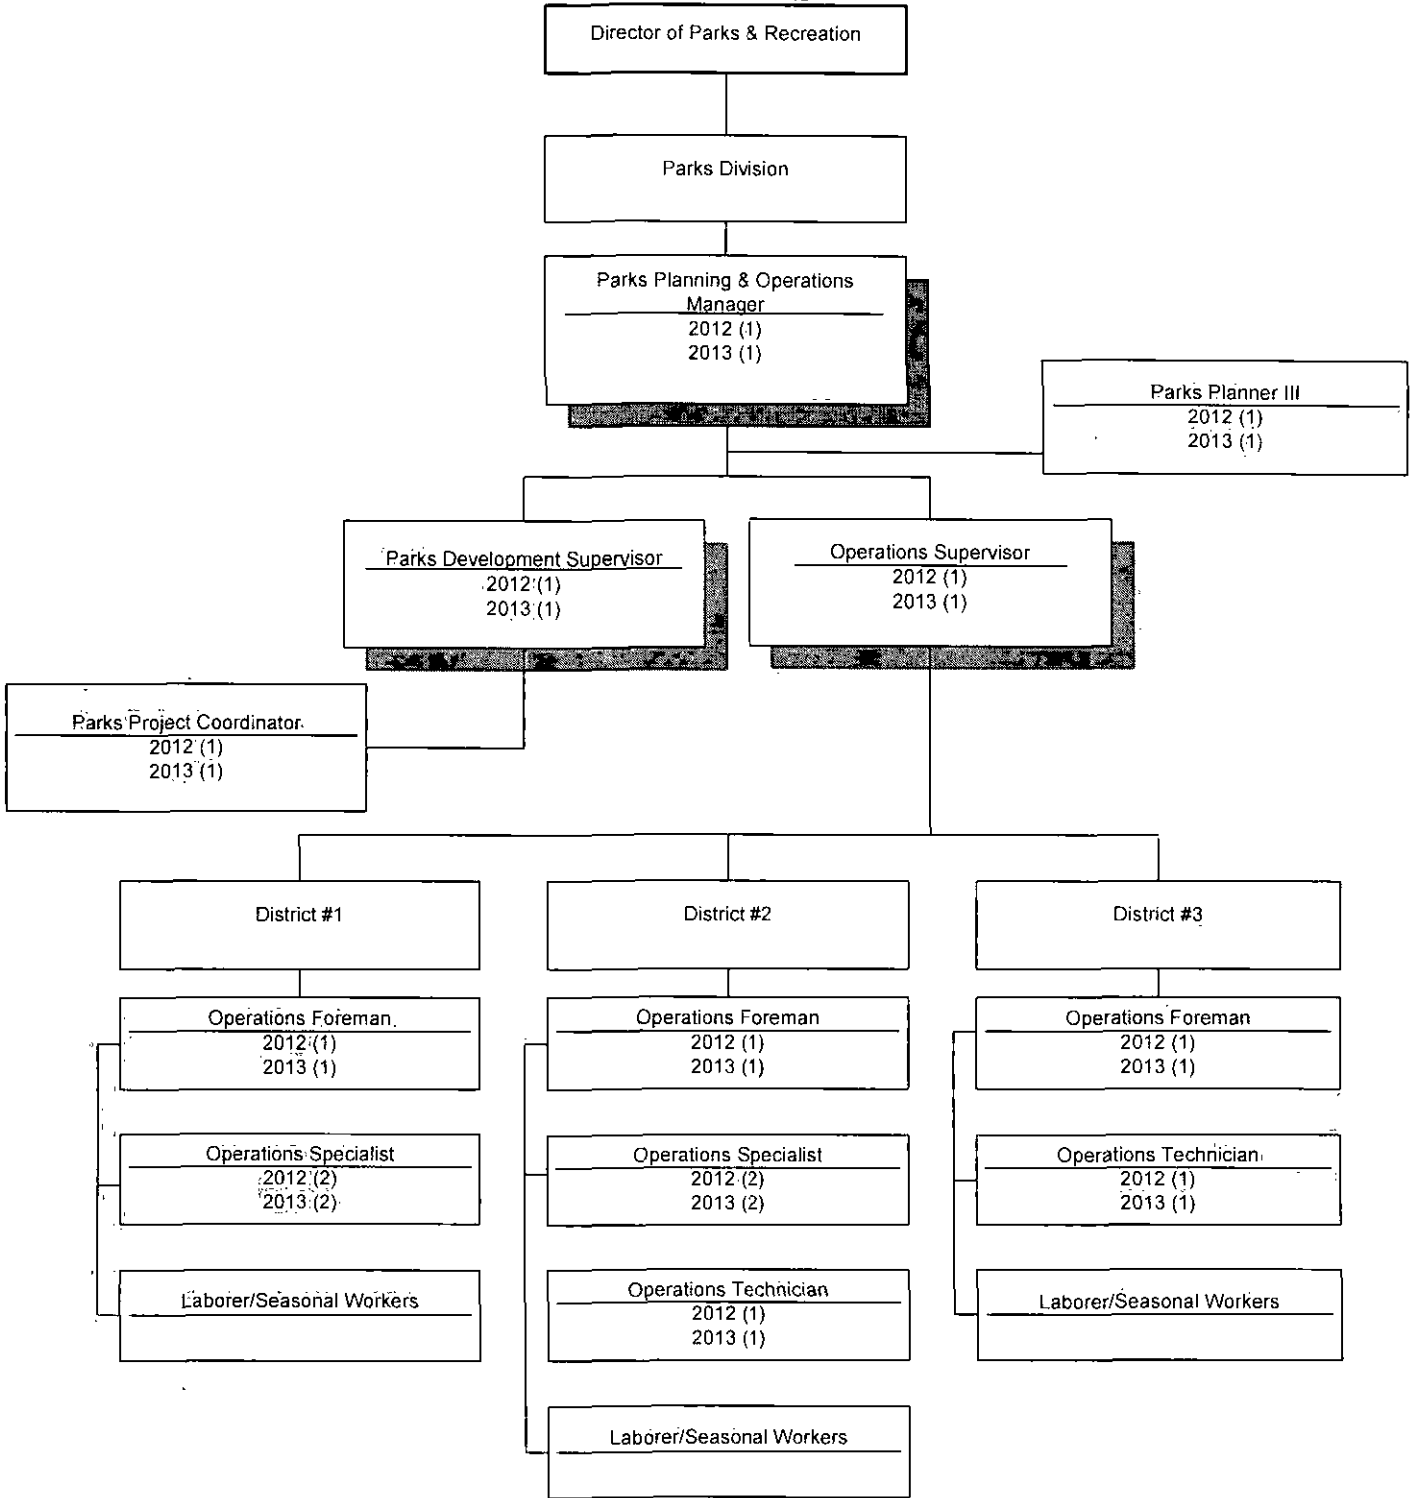 Director of Parks & Recreation
Parks Division
Parks Planning & Operations
Manager
2012 (1)
2013 (1)
Parks Planner III
2012 (1)
2013 (1)
Parks Development Supervisor
2012 (1)
2013 (1)
Operations Supervisor
2012 (1)
2013 (1)
Parks Project Coordinator
2012 (1)
2013 (1)
District #1
District #2
District #3
Operations Foreman
2012 (1)
2013 (1)
Operations Foreman
2012 (1)
2013 (1)
Operations Foreman
2012 (1)
2013 (1)
Operations Specialist
2012 (2)
2013 (2)
Operations Specialist
2012 (2)
2013 (2)
Operations Technician
2012 (1)
2013 (1)
Laborer/Seasonal Workers
Operations Technician
2012 (1)
2013 (1)
Laborer/Seasonal Workers
Laborer/Seasonal Workers